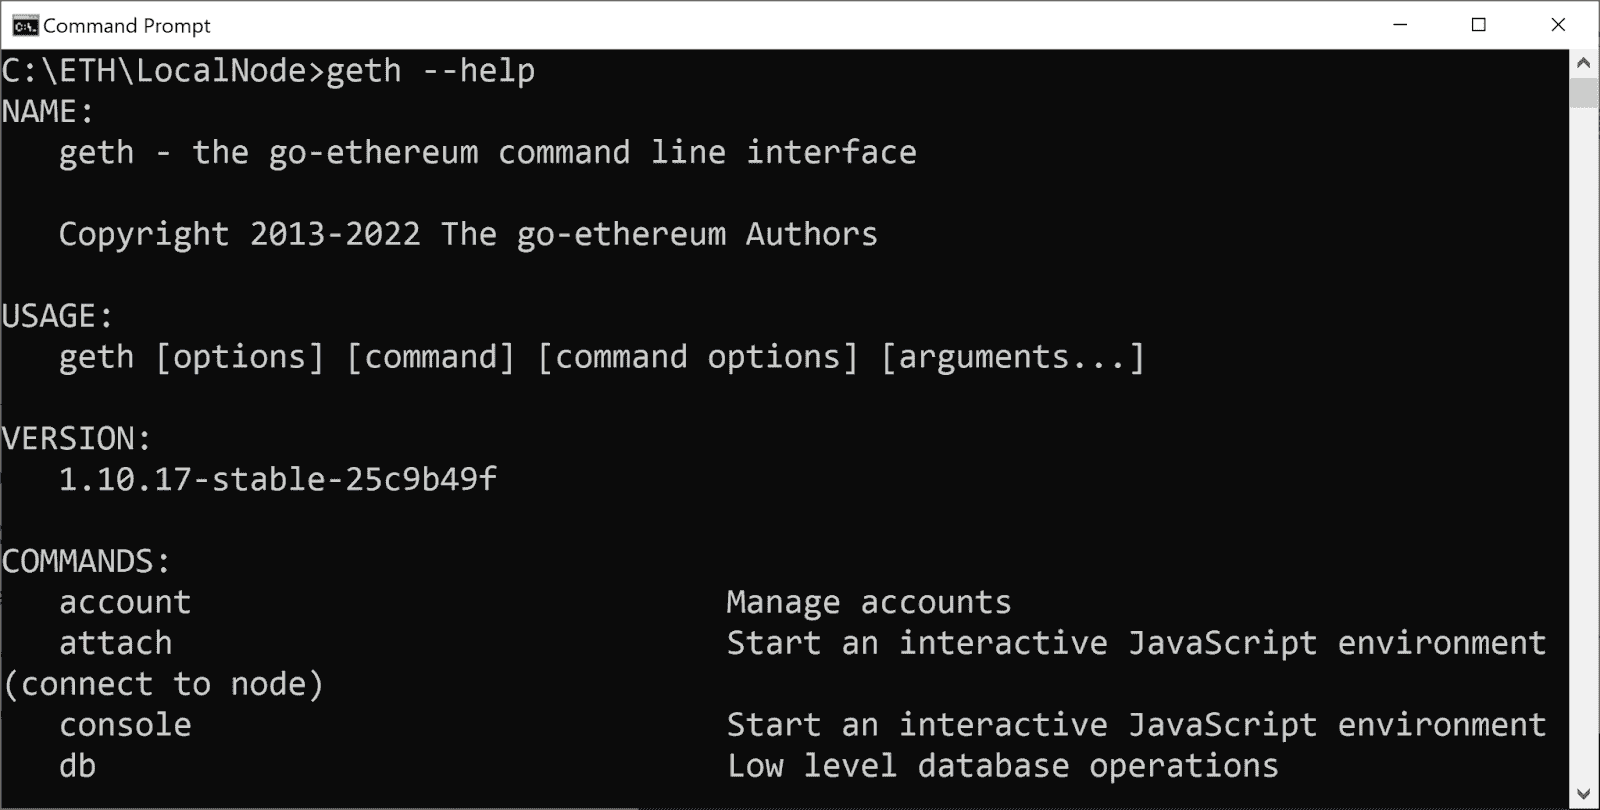 Command Prompt
C:\ETH\LocalNode>geth --help
NAME:
   geth - the go-ethereum command line interface

   Copyright 2013-2022 The go-ethereum Authors

USAGE:
   geth [options] [command] [command options] [arguments...]

VERSION:
   1.10.17-stable-25c9b49f

COMMANDS:
   account                            Manage accounts
   attach                             Start an interactive JavaScript environment
(connect to node)
   console                            Start an interactive JavaScript environment
   db                                 Low level database operations